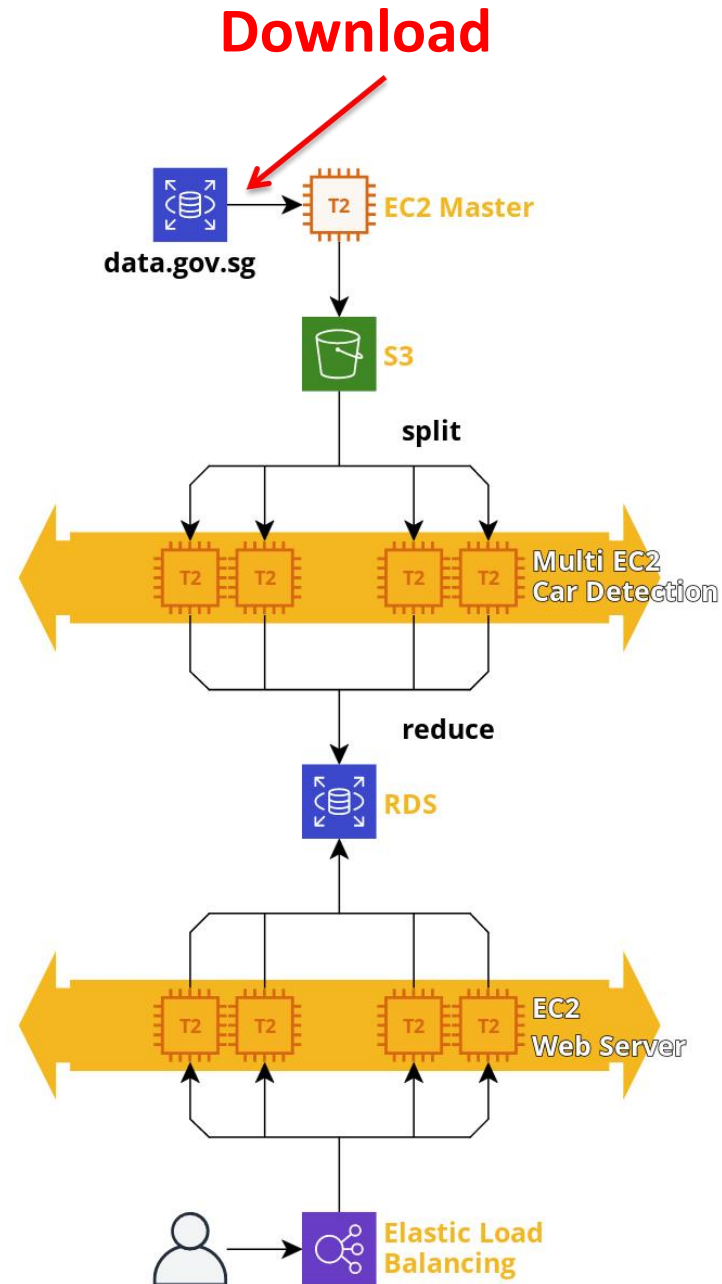 Download
T2
EC2 Master
data.gov.sg
S3
split
T2 T2 T2 T2
Multi EC2
Car Detection
reduce
RDS
T2 T2 T2 T2
EC2
Web Server
Elastic Load
Balancing